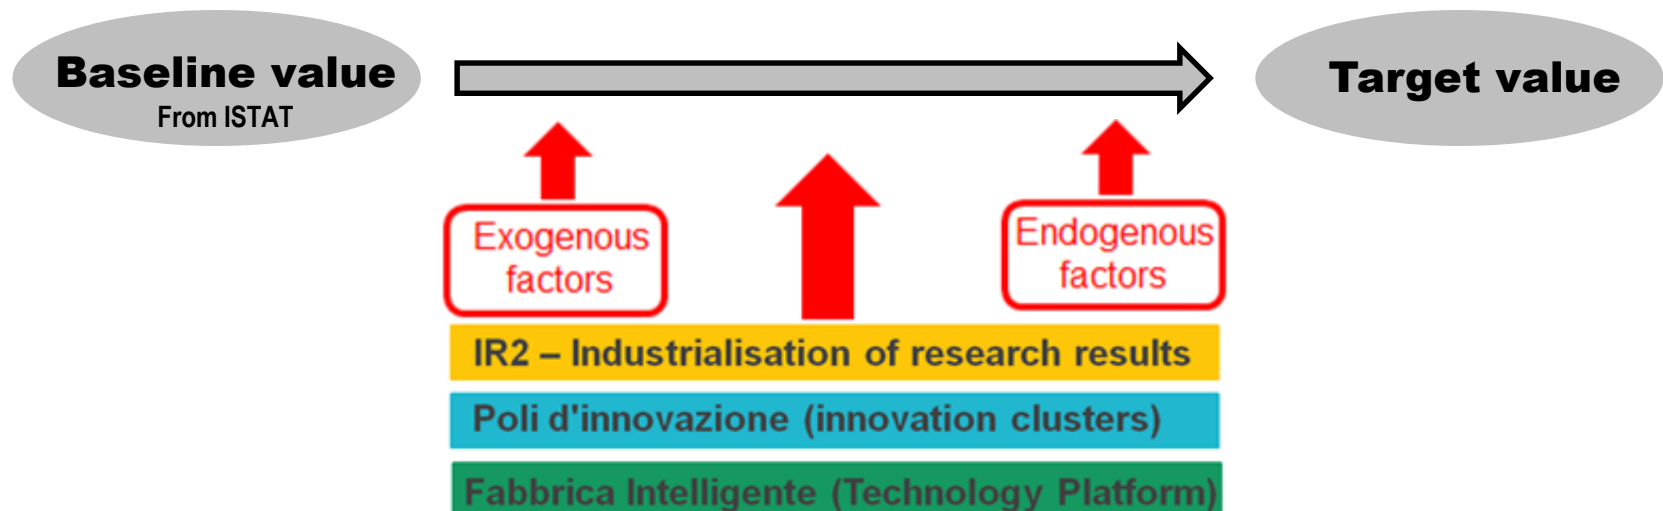 Baseline value
From ISTAT
Target value
Exogenous
factors
Endogenous
factors
IR2 – Industrialisation of research results
Poli d'innovazione (innovation clusters)
Fabbrica Intelligente (Technology Platform)